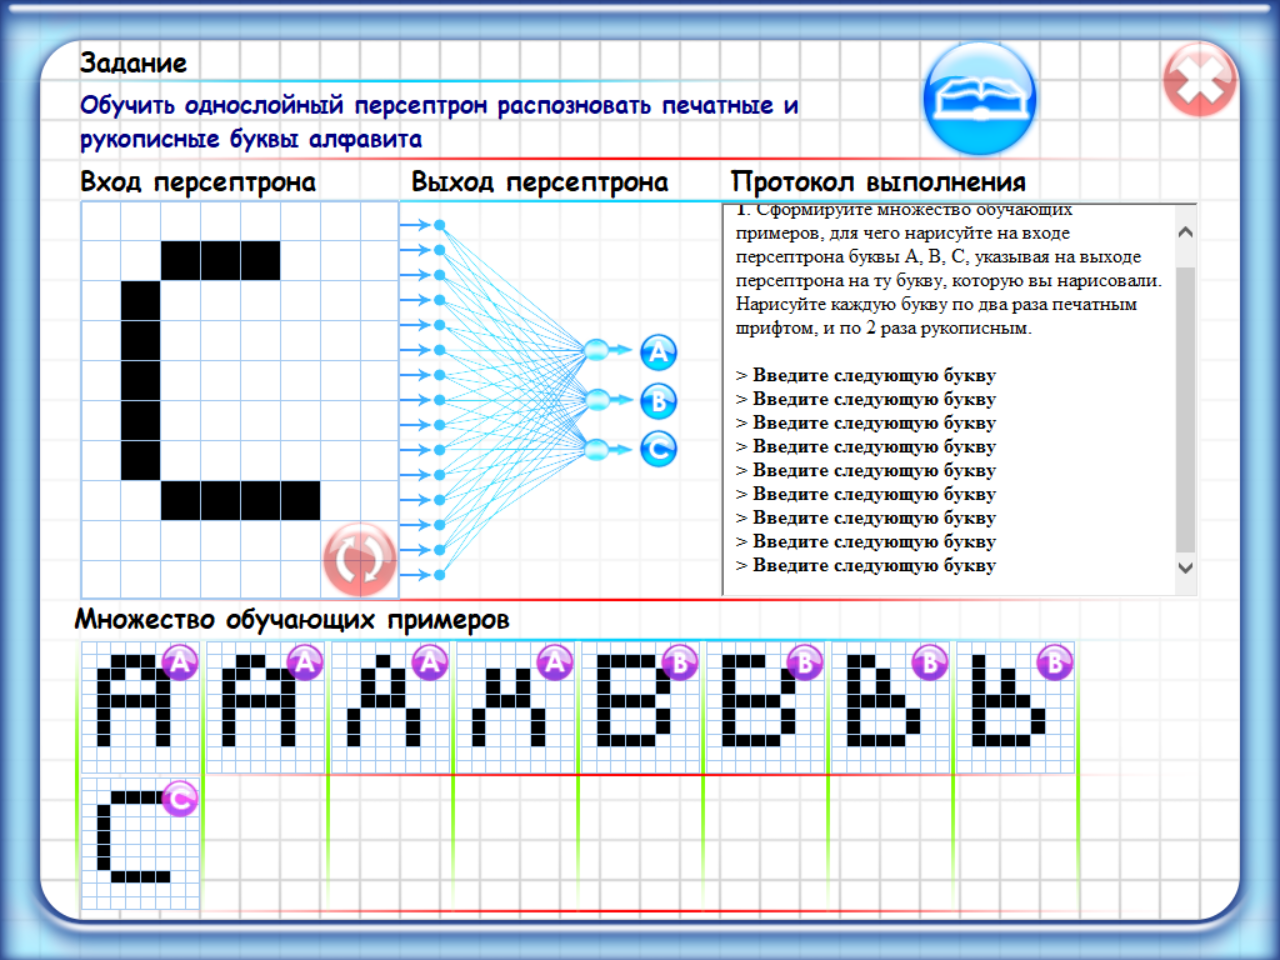 Задание
Обучить однослойный персептрон распозновать печатные и
рукописные буквы алфавита
Вход персептрона
Выход персептрона
Протокол выполнения
1. Сформируйте множество обучающих
примеров, для чего нарисуйте на входе
персептрона буквы А, В, С, указывая на выходе
персептрона на ту букву, которую вы нарисовали.
Нарисуйте каждую букву по два раза печатным
шрифтом, и по 2 раза рукописным.
> Введите следующую букву
> Введите следующую букву
> Введите следующую букву
> Введите следующую букву
> Введите следующую букву
> Введите следующую букву
> Введите следующую букву
> Введите следующую букву
> Введите следующую букву
A
B
C
Множество обучающих примеров
A
A
A
A
B
B
B
B
C